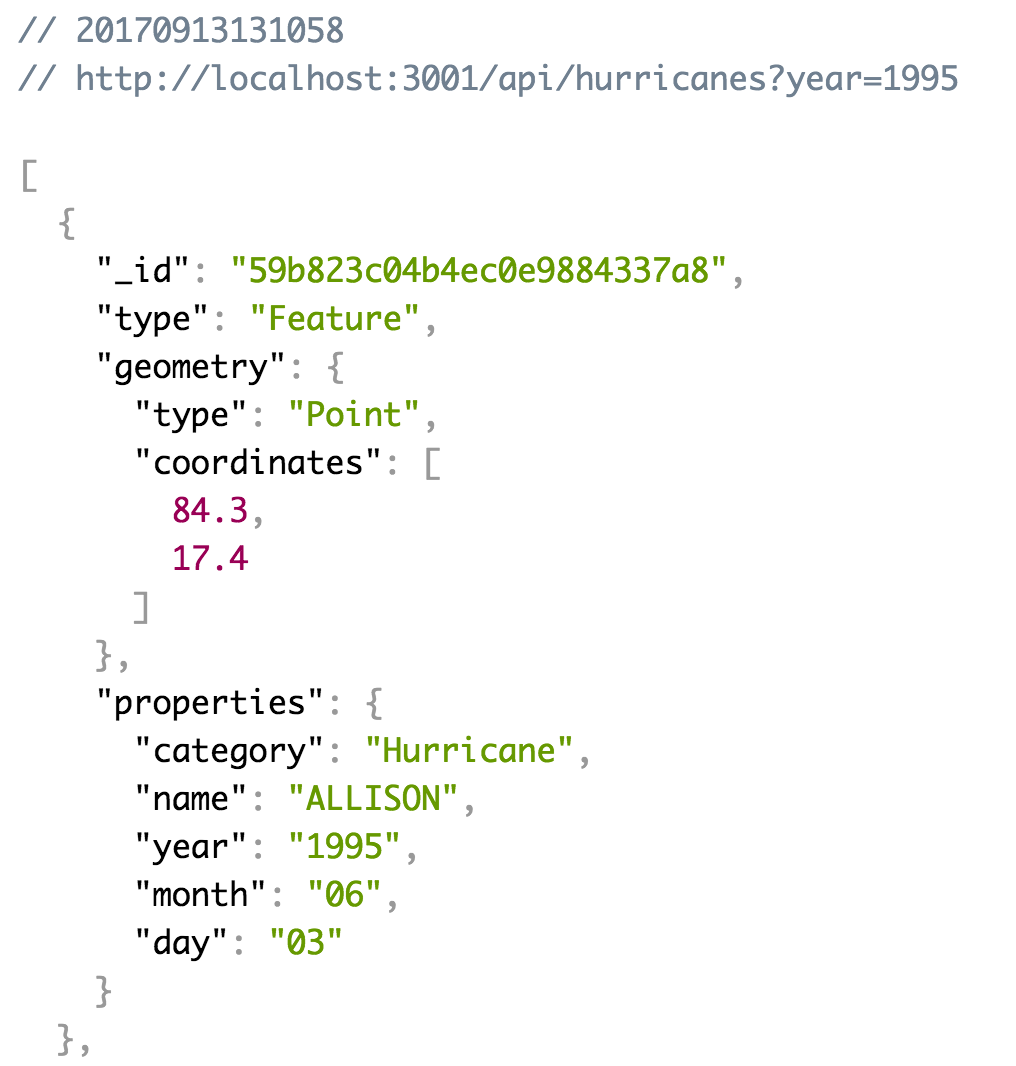 // 20170913131058
// http://localhost:3001/api/hurricanes?year=1995
[
  {
    "_id": "59b823c04b4ec0e9884337a8",
    "type": "Feature",
    "geometry": {
      "type": "Point",
      "coordinates": [
        84.3,
        17.4
      ]
    },
    "properties": {
      "category": "Hurricane",
      "name": "ALLISON",
      "year": "1995",
      "month": "06",
      "day": "03"
    }
  },